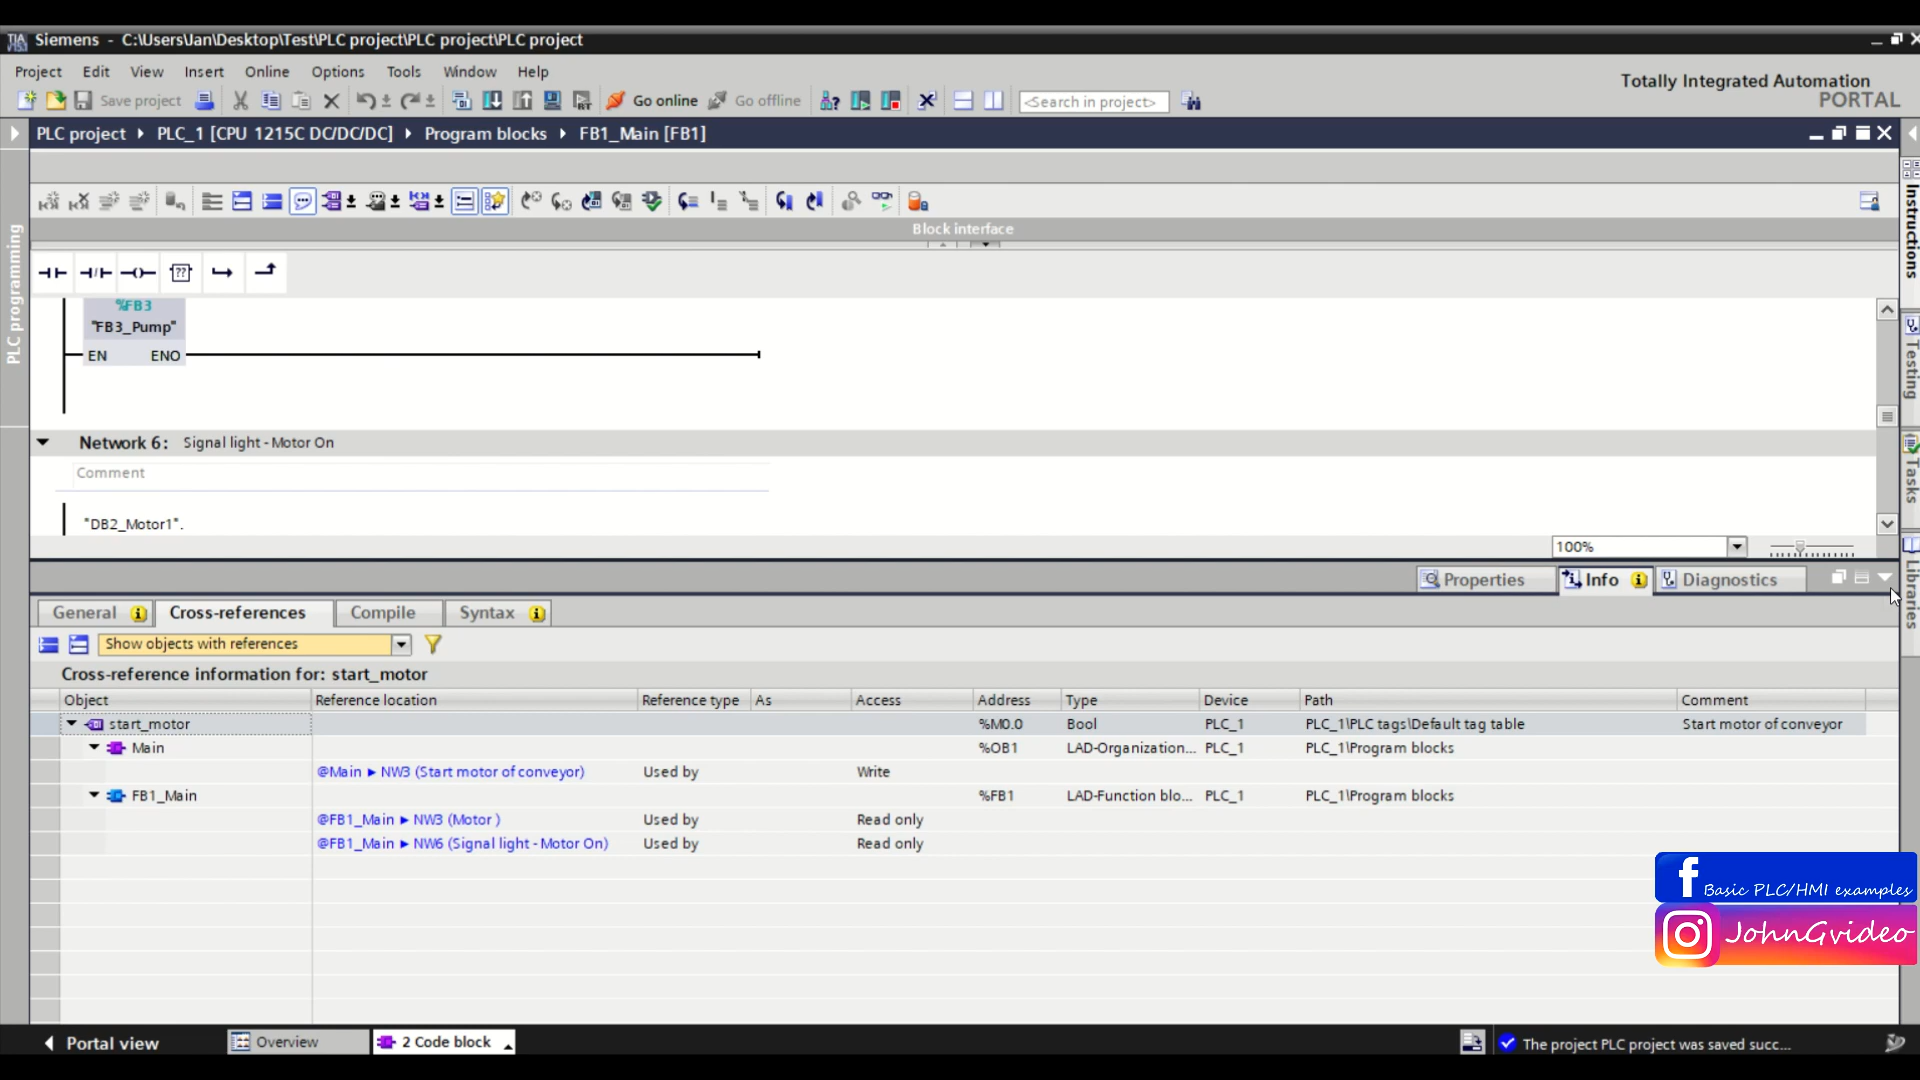 Siemens - C:\Users\Jan\Desktop\Test\PLC project\PLC project\PLC project
Project Edit View Insert Online Options Tools Window Help
Totally Integrated Automation
PORTAL
Save project Go online Go offline <Search in project>
PLC project ▸ PLC_1 [CPU 1215C DC/DC/DC] ▸ Program blocks ▸ FB1_Main [FB1]
PLC programming
Instructions
Testing
Tasks
Libraries
Block interface
??
%FB3
"FB3_Pump"
EN ENO
Network 6: Signal light - Motor On
Comment
"DB2_Motor1".
100%
Properties Info Diagnostics
General Cross-references Compile Syntax
Show objects with references
Cross-reference information for: start_motor
Object Reference location Reference type As Access Address Type Device Path Comment
start_motor %M0.0 Bool PLC_1 PLC_1\PLC tags\Default tag table Start motor of conveyor
Main %OB1 LAD-Organization... PLC_1 PLC_1\Program blocks
@Main ▸ NW3 (Start motor of conveyor) Used by Write
FB1_Main %FB1 LAD-Function blo... PLC_1 PLC_1\Program blocks
@FB1_Main ▸ NW3 (Motor ) Used by Read only
@FB1_Main ▸ NW6 (Signal light - Motor On) Used by Read only
f Basic PLC/HMI examples
JohnGvideo
Portal view Overview 2 Code block The project PLC project was saved succ...